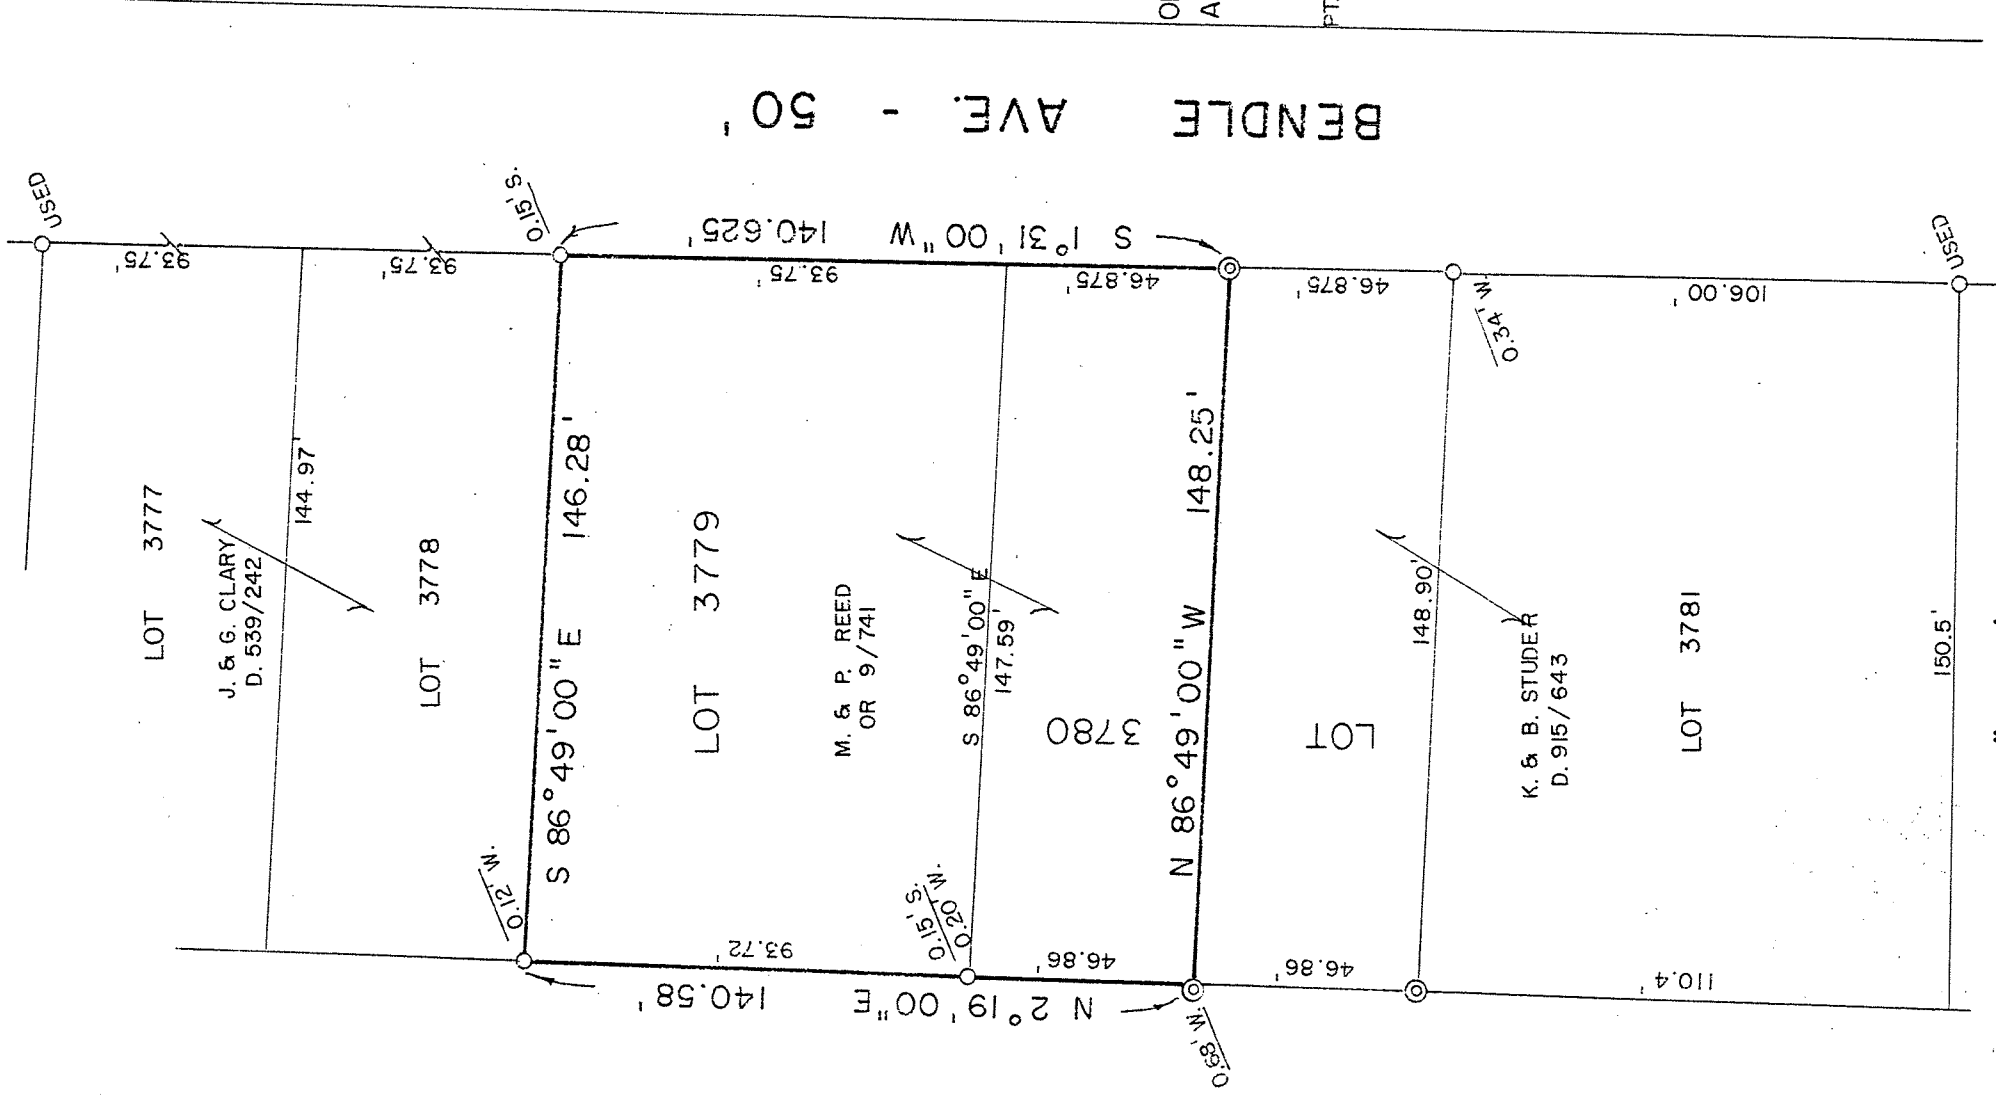 BENDLE AVE. - 50'
USED
0.15' S.
S 1°31'00"W 140.625'
USED
93.75'
93.75'
93.75'
46.875'
46.875'
0.34' W.
106.00'
LOT 3777
J. & G. CLARY
D. 539/242
144.97'
LOT 3778
S 86°49'00"E 146.28'
LOT 3779
M. & P. REED
OR 9/741
S 86°49'00"E
147.59'
3780
N 86°49'00"W 148.25'
LOT
148.90'
K. & B. STUDER
D. 915/643
LOT 3781
150.5'
0.12' W.
0.15' S.
0.20' W.
93.72'
46.86'
46.86'
110.4'
N 2°19'00"E 140.58'
0.68' W.